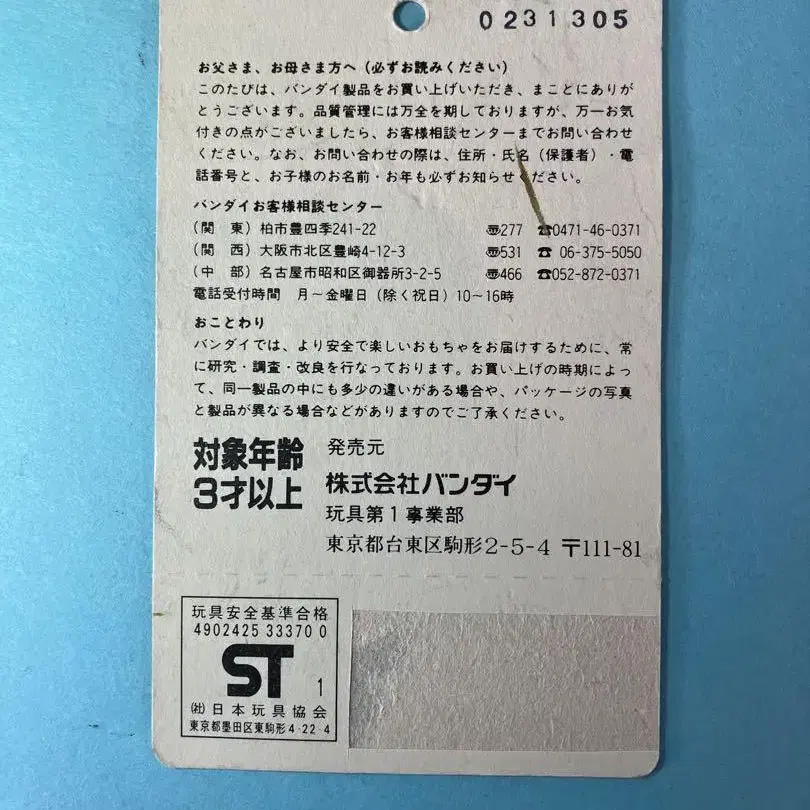 0231305
お父さま、お母さま方へ（必ずお読みください）
このたびは、バンダイ製品をお買い上げいただき、まことにありが
とうございます。品質管理には万全を期しておりますが、万一お気
付きの点がございましたら、お客様相談センターまでお問い合わせ
ください。なお、お問い合わせの際は、住所・氏名（保護者）・電
話番号と、お子様のお名前・お年も必ずお知らせください。
バンダイお客様相談センター
（関　東）柏市豊四季241-22 〠277 ☎0471-46-0371
（関　西）大阪市北区豊崎4-12-3 〠531 ☎ 06-375-5050
（中　部）名古屋市昭和区御器所3-2-5 〠466 ☎052-872-0371
電話受付時間　月～金曜日（除く祝日）10～16時
おことわり
バンダイでは、より安全で楽しいおもちゃをお届けするために、常
に研究・調査・改良を行なっております。お買い上げの時期によっ
て、同一製品の中にも多少の違いがある場合や、パッケージの写真
と製品が異なる場合などがありますのでご了承ください。
対象年齢
3才以上
発売元
株式会社バンダイ
玩具第1事業部
東京都台東区駒形2-5-4 〒111-81
玩具安全基準合格
4902425 33370 0
ST 1
㈳日本玩具協会
東京都墨田区東駒形4-22-4